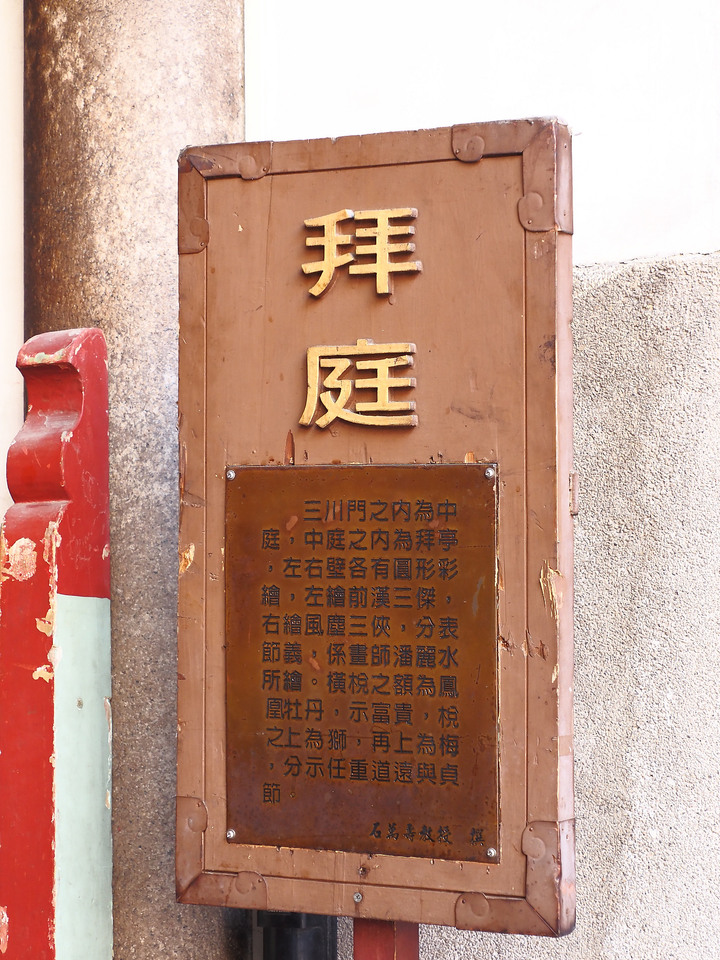 拜
庭
三川門之内為中
庭，中庭之内為拜亭
，左右壁各有圓形彩
繪，左繪前漢三傑，
右繪風塵三俠，分表
節義，係畫師潘麗水
所繪。橫梲之額為鳳
凰牡丹，示富貴，梲
之上為獅，再上為梅
，分示任重道遠與貞
節
石萬壽教授 撰